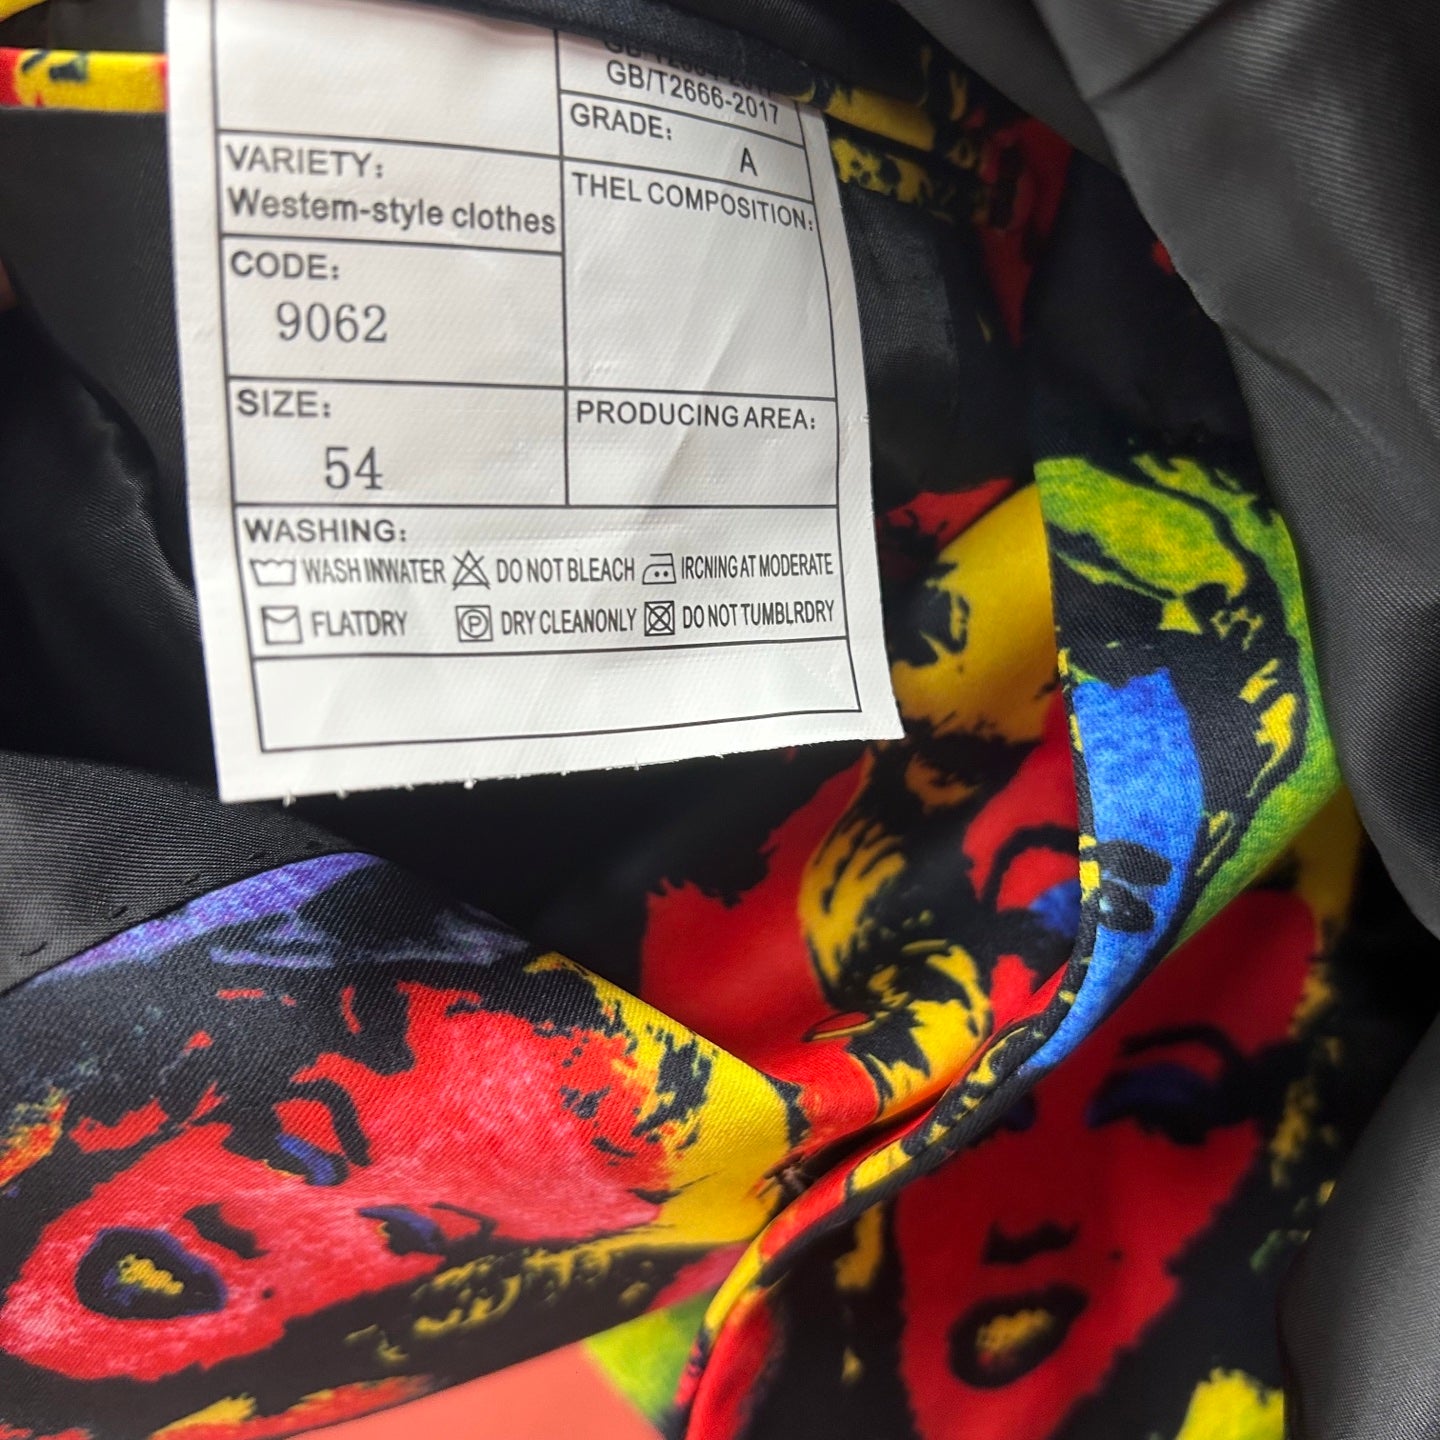 GB/T2666-2017
GRADE:
A
VARIETY:
Westem-style clothes
THEL COMPOSITION:
CODE:
9062
SIZE:
54
PRODUCING AREA:
WASHING:
WASH INWATER DO NOT BLEACH IRCNING AT MODERATE
FLATDRY P DRY CLEANONLY DO NOT TUMBLRDRY